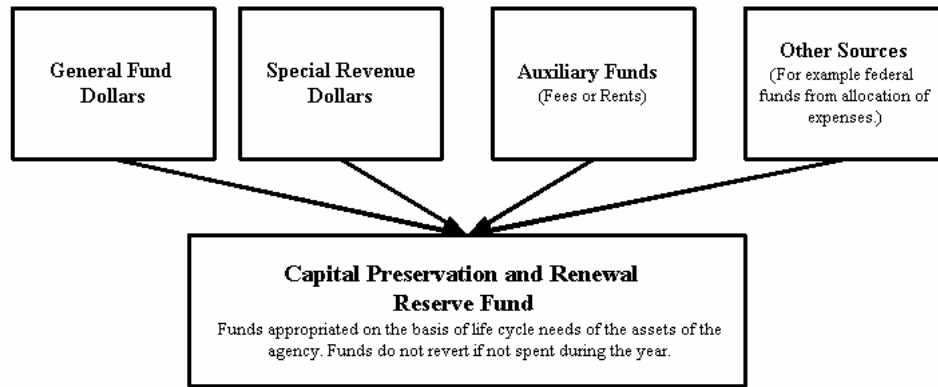 General Fund
Dollars
Special Revenue
Dollars
Auxiliary Funds
(Fees or Rents)
Other Sources
(For example federal
funds from allocation of
expenses.)
Capital Preservation and Renewal
Reserve Fund
Funds appropriated on the basis of life cycle needs of the assets of the
agency. Funds do not revert if not spent during the year.